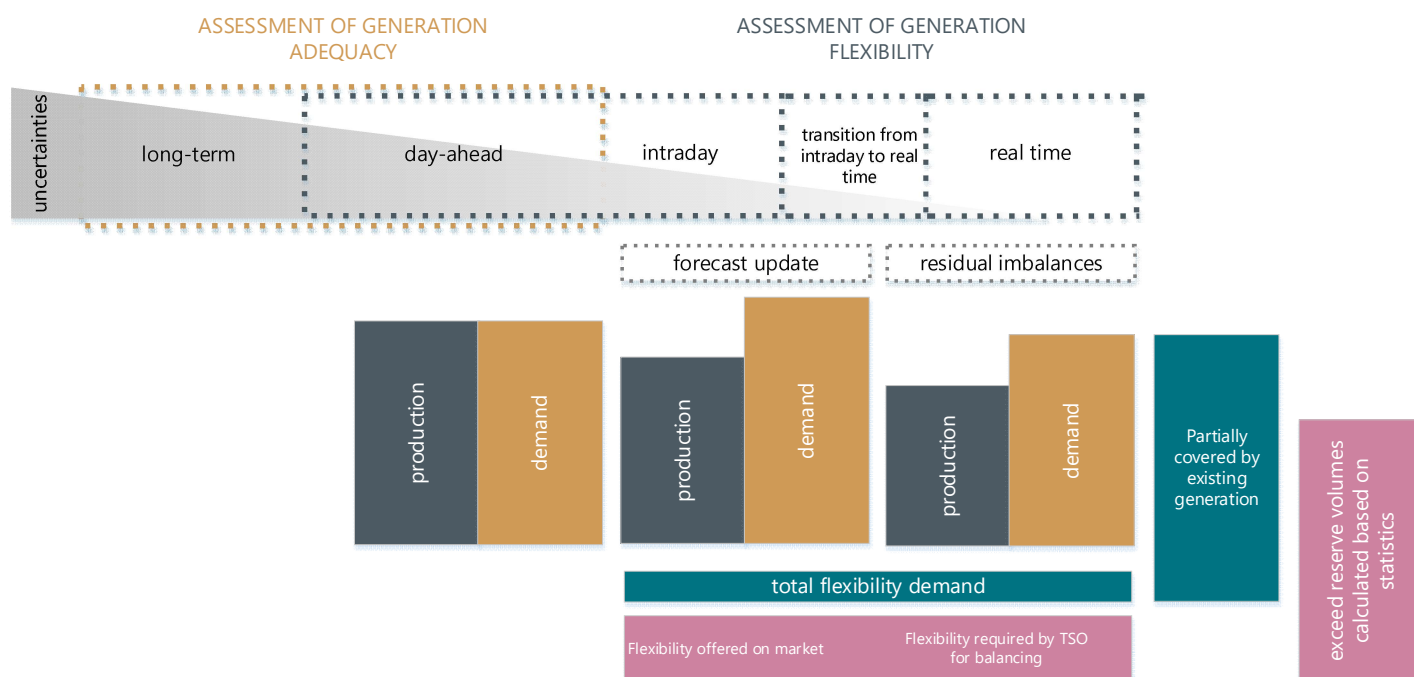 ASSESSMENT OF GENERATION
ADEQUACY
ASSESSMENT OF GENERATION
FLEXIBILITY
uncertainties
long-term
day-ahead
intraday
transition from
intraday to real
time
real time
forecast update
residual imbalances
production
demand
production
demand
production
demand
Partially
covered by
existing
generation
exceed reserve volumes
calculated based on
statistics
total flexibility demand
Flexibility offered on market
Flexibility required by TSO
for balancing